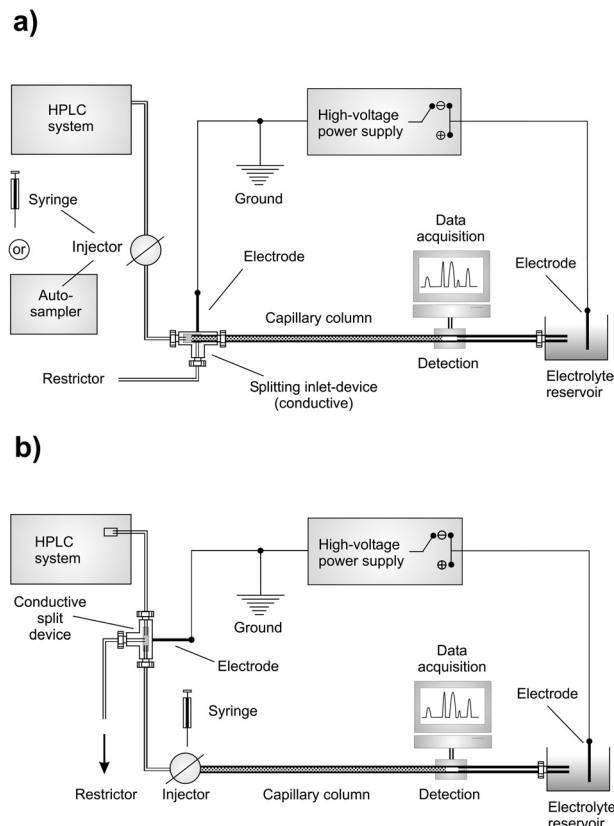 a)
HPLC
system
High-voltage
power supply
⊖
⊕
Ground
Syringe
or
Injector
Auto-
sampler
Electrode
Data
acquisition
Electrode
Capillary column
Restrictor
Splitting inlet-device
(conductive)
Detection
Electrolyte
reservoir
b)
HPLC
system
High-voltage
power supply
⊖
⊕
Conductive
split
device
Ground
Electrode
Data
acquisition
Syringe
Electrode
Restrictor
Injector
Capillary column
Detection
Electrolyte
reservoir